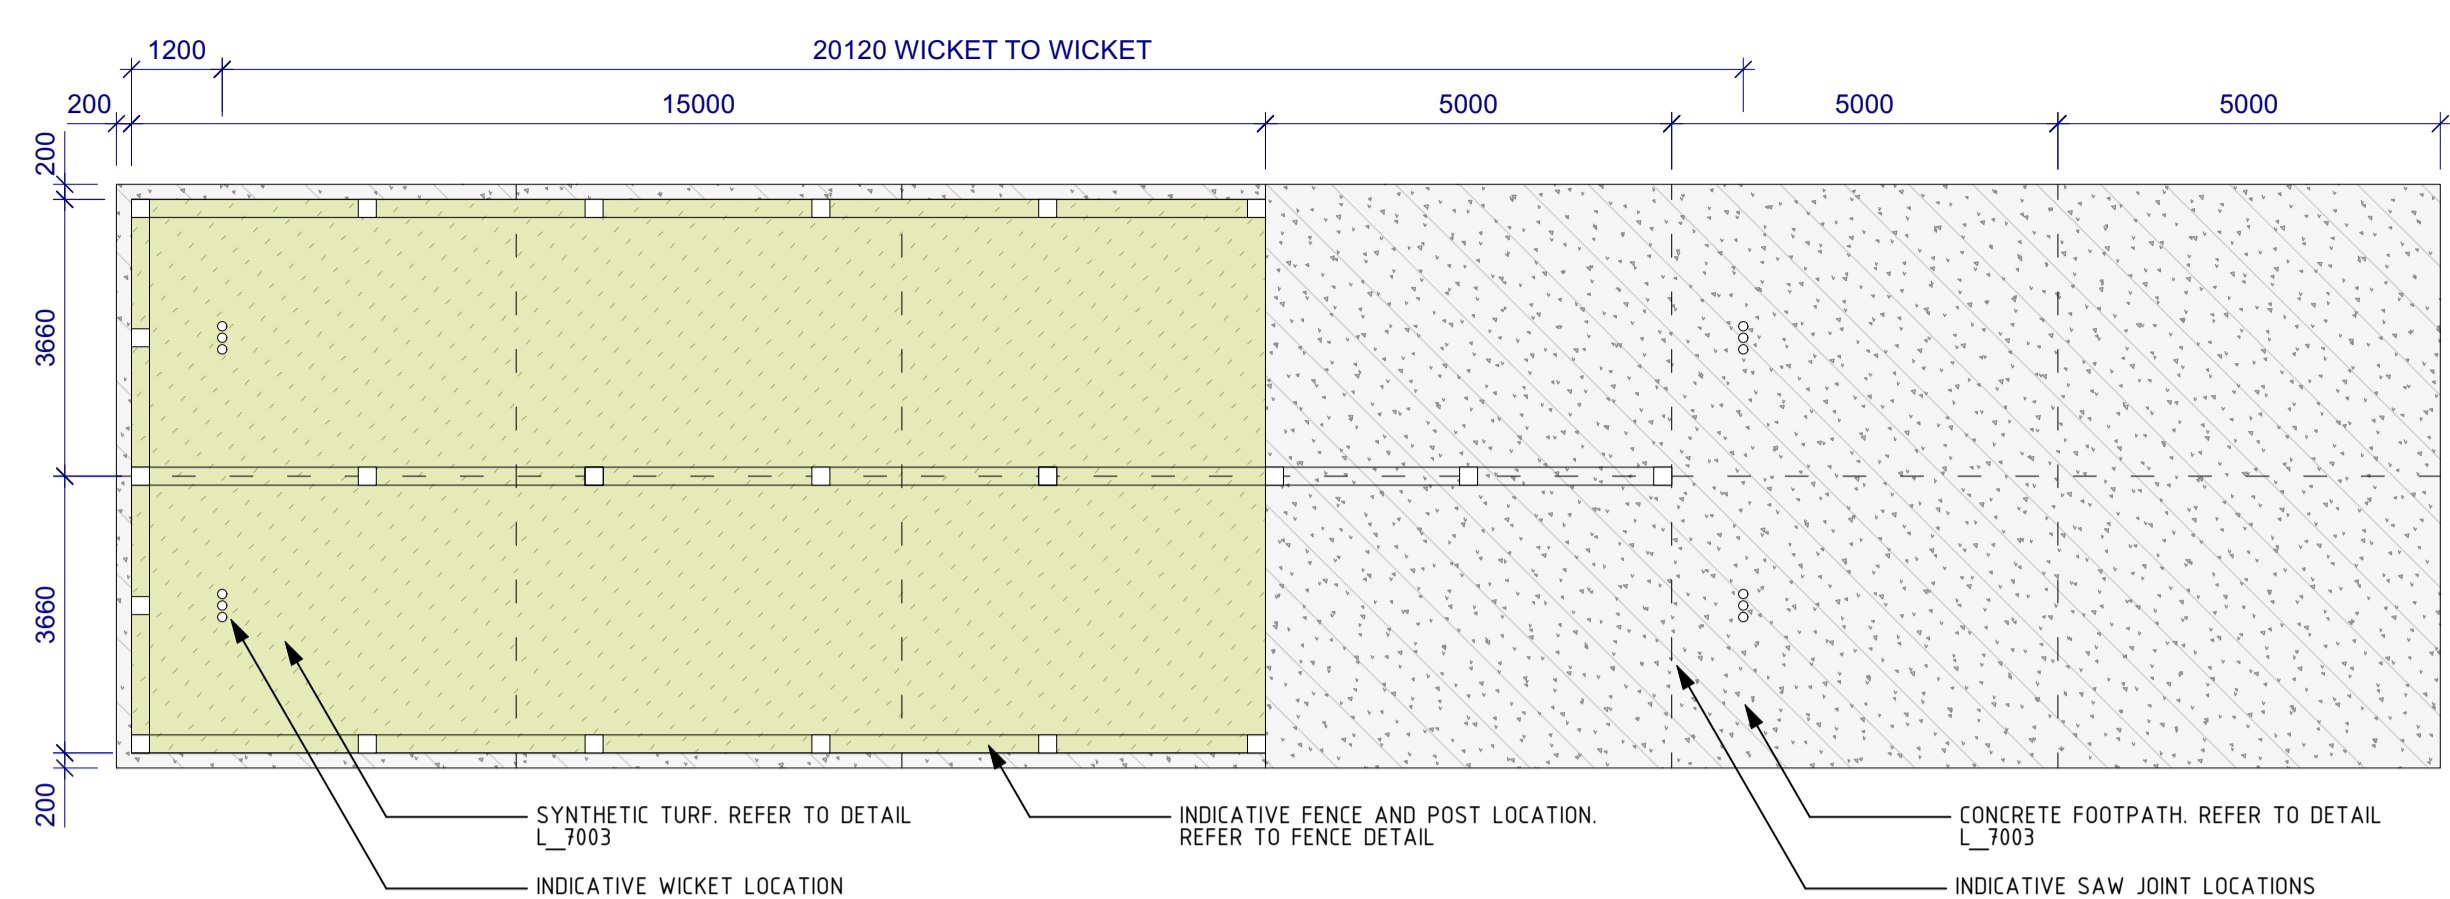 1200
20120 WICKET TO WICKET
200
15000
5000
5000
5000
200
3660
3660
200
SYNTHETIC TURF. REFER TO DETAIL
L_7003
INDICATIVE WICKET LOCATION
INDICATIVE FENCE AND POST LOCATION.
REFER TO FENCE DETAIL
CONCRETE FOOTPATH. REFER TO DETAIL
L_7003
INDICATIVE SAW JOINT LOCATIONS